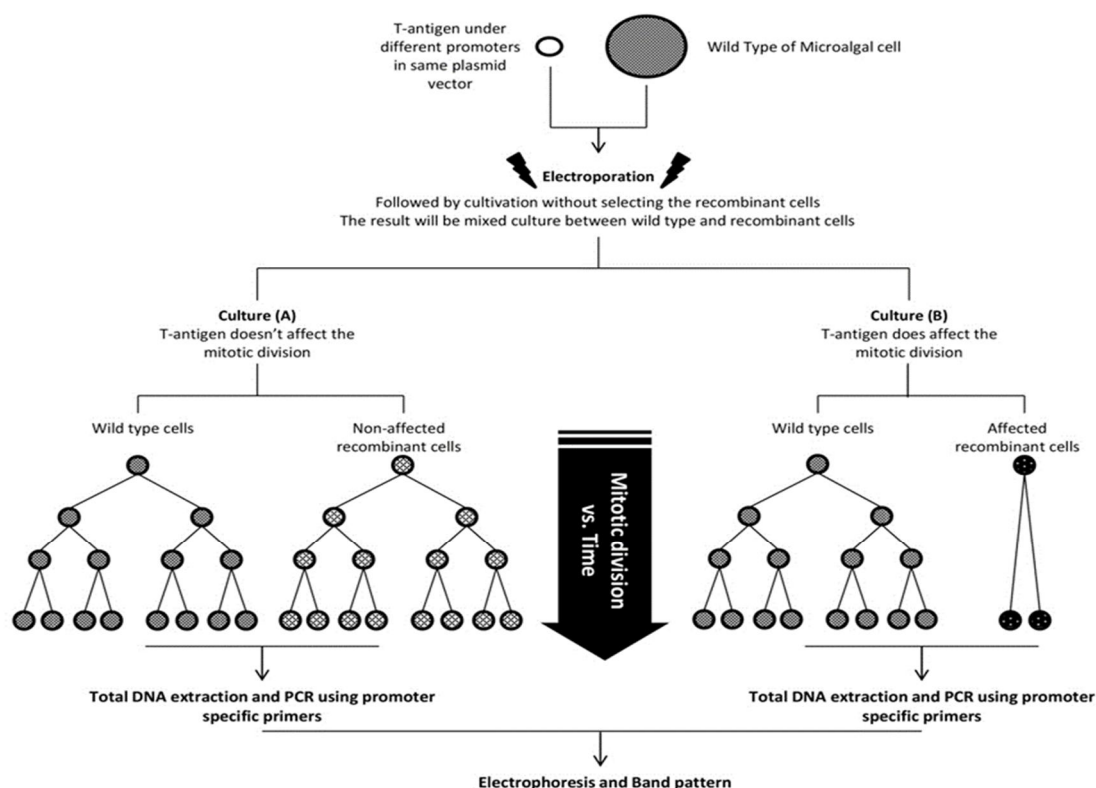 T-antigen under
different promoters
in same plasmid
vector
Wild Type of Microalgal cell
Electroporation
Followed by cultivation without selecting the recombinant cells
The result will be mixed culture between wild type and recombinant cells
Culture (A)
T-antigen doesn't affect the
mitotic division
Culture (B)
T-antigen does affect the
mitotic division
Wild type cells
Non-affected
recombinant cells
Mitotic division
vs. Time
Wild type cells
Affected
recombinant cells
Total DNA extraction and PCR using promoter
specific primers
Total DNA extraction and PCR using promoter
specific primers
Electrophoresis and Band pattern